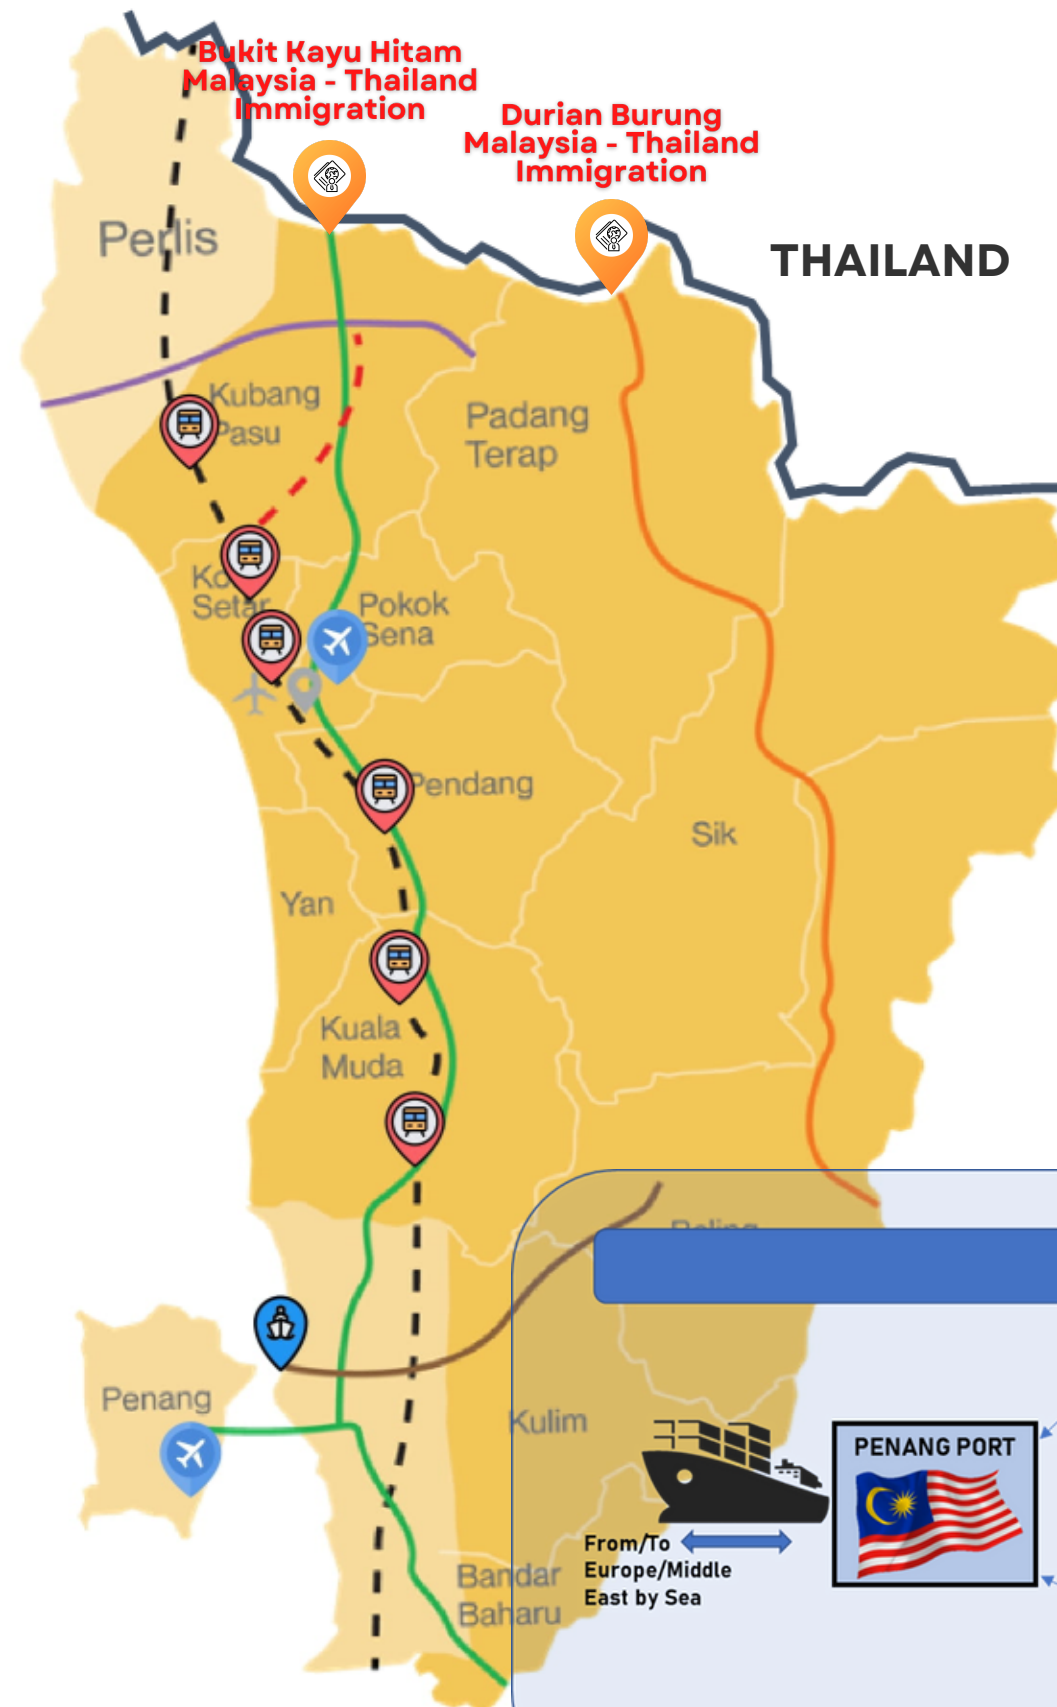 Bukit Kayu Hitam
Malaysia - Thailand
Immigration
Durian Burung
Malaysia - Thailand
Immigration
THAILAND
Perlis
Kubang
Pasu
Padang
Terap
Setar
Pokok
Sena
Pendang
Sik
Yan
Kuala
Muda
Penang
Kulim
PENANG PORT
From/To
Europe/Middle
East by Sea
Bandar
Baharu